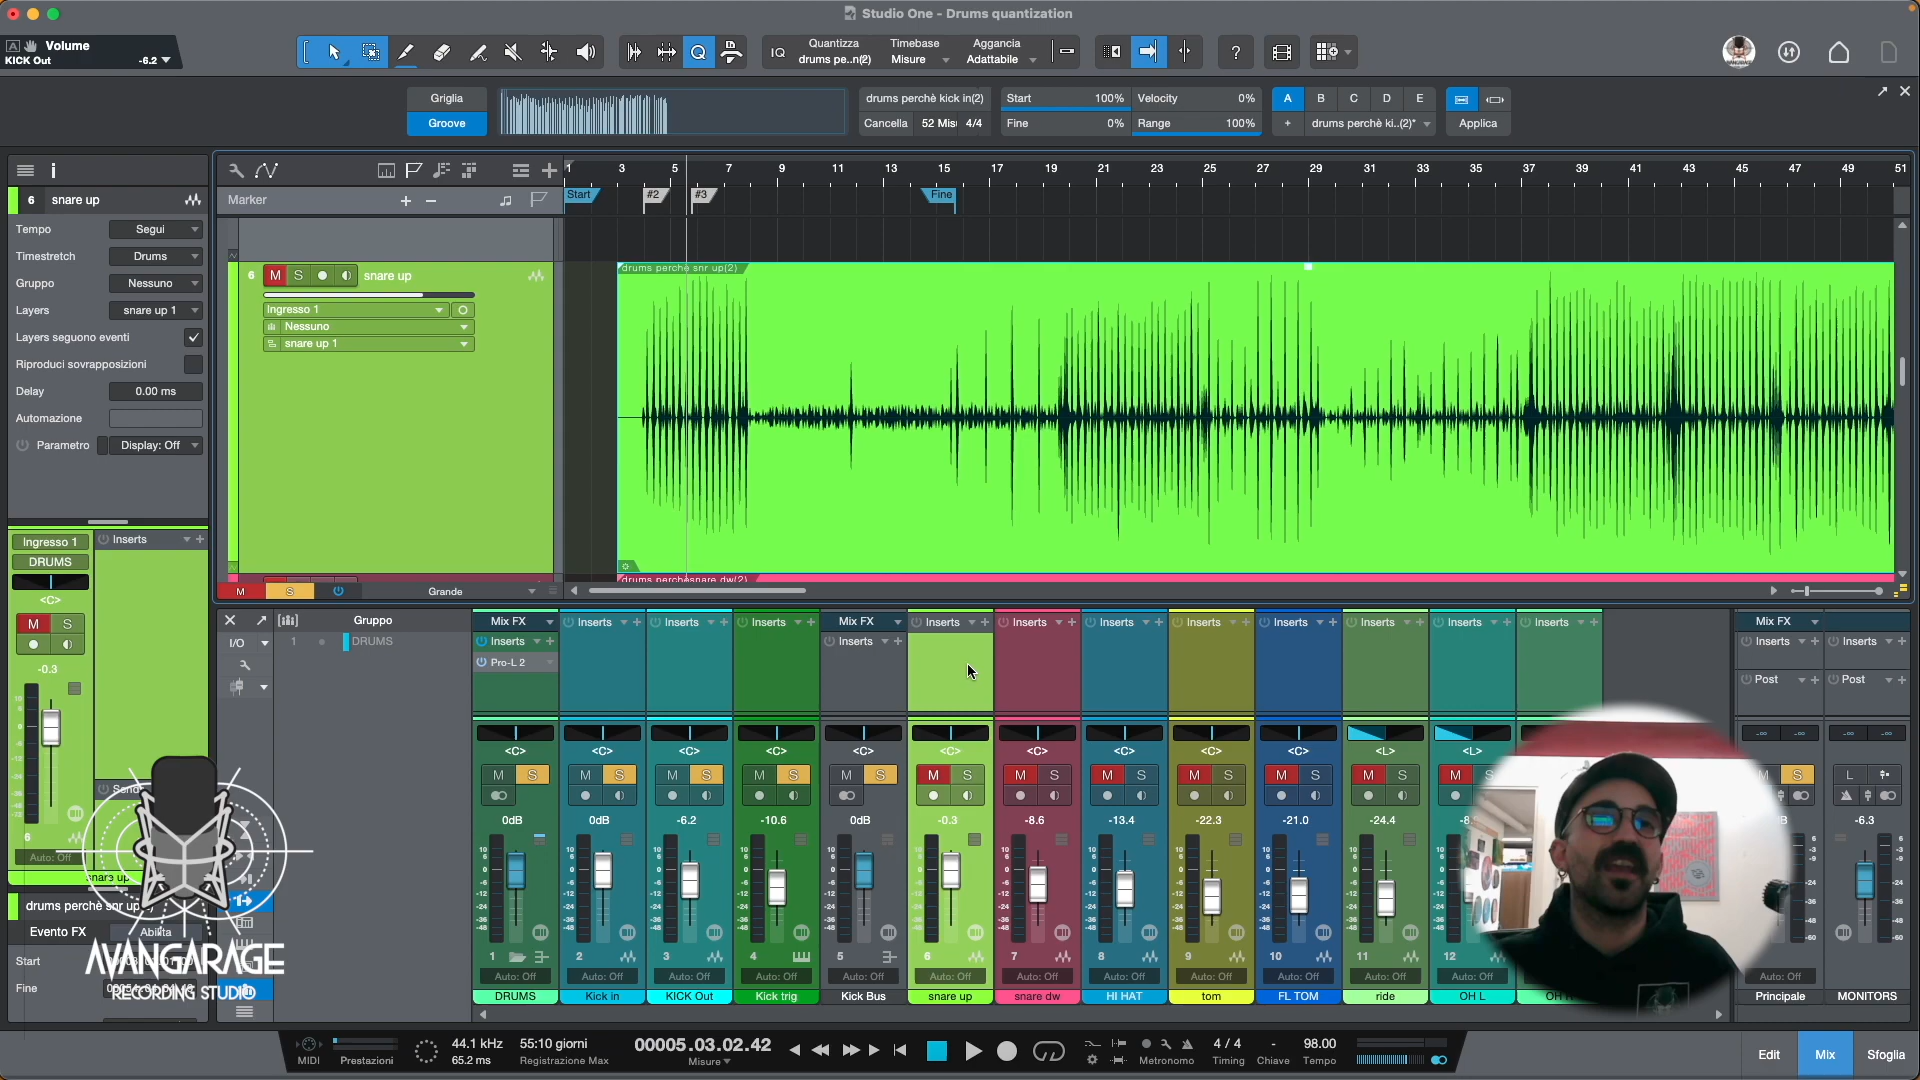 Studio One - Drums quantization
Volume
KICK Out -6.2
IQ Quantizza Timebase Aggancia
drums pe..n(2) Misure Adattabile
?
Griglia
Groove
drums perchè kick in(2)
Cancella 52 Misu 4/4
Start 100% Velocity 0%
Fine 0% Range 100%
A B C D E
+ drums perchè ki..(2)* Applica
i
6 snare up
Tempo Segui
Timestretch Drums
Gruppo Nessuno
Layers snare up 1
Layers seguono eventi
Riproduci sovrapposizioni
Delay 0.00 ms
Automazione
Parametro Display: Off
Marker + −
1 3 5 7 9 11 13 15 17 19 21 23 25 27 29 31 33 35 37 39 41 43 45 47 49 51
Start #2 #3 Fine
6 M S snare up
Ingresso 1
Nessuno
snare up 1
drums perchè snr up(2)
drums perchèsnare dw(2)
M S Grande
Ingresso 1 Inserts
DRUMS
<C>
M S
-0.3
Send
6
Auto: Off
snare up
drums perchè snr up
Evento FX Abilita
Start
Fine
AVANGARAGE
RECORDING STUDIO
I/O
Gruppo
1 DRUMS
Mix FX Inserts Inserts Inserts Mix FX Inserts Inserts Inserts Inserts Inserts Inserts Inserts Inserts Mix FX
Inserts Inserts Inserts Inserts
Pro-L 2
Post Post
<C> <C> <C> <C> <C> <C> <C> <C> <C> <C> <L> <L>
M S M S M S M S M S M S M S M S M S M S M S M S L
0dB 0dB -6.2 -10.6 0dB -0.3 -8.6 -13.4 -22.3 -21.0 -24.4 -6.3
1 2 3 4 5 6 7 8 9 10 11 12
Auto: Off Auto: Off Auto: Off Auto: Off Auto: Off Auto: Off Auto: Off Auto: Off Auto: Off Auto: Off Auto: Off Auto: Off Auto: Off
DRUMS Kick in KICK Out Kick trig Kick Bus snare up snare dw HI HAT tom FL TOM ride OH L Principale MONITORS
MIDI Prestazioni
44.1 kHz
65.2 ms
55:10 giorni
Registrazione Max
00005.03.02.42
Misure
Metronomo
4 / 4
Timing
-
Chiave
98.00
Tempo
Edit Mix Sfoglia